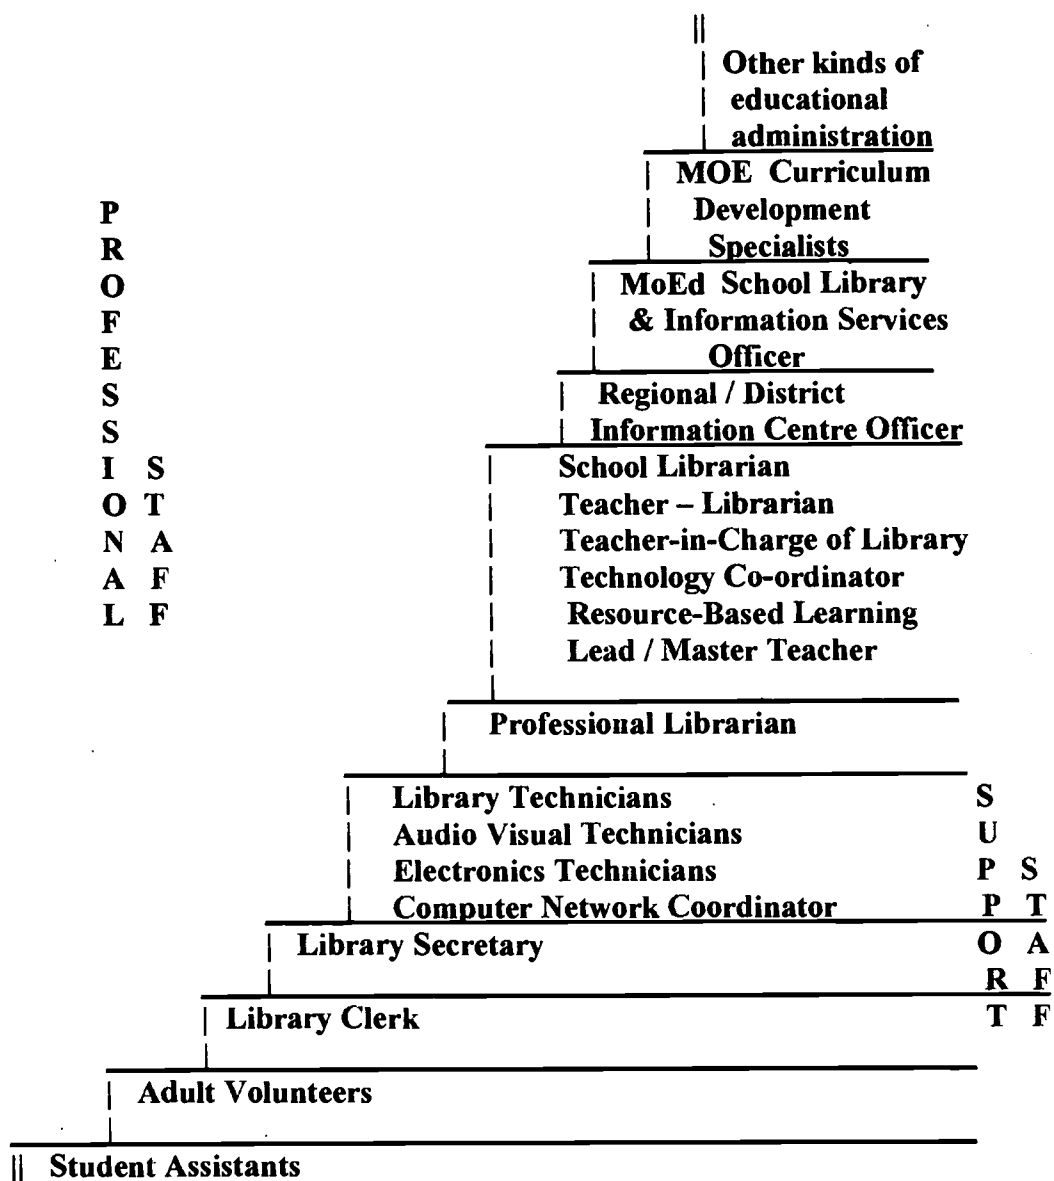 Other kinds of
educational
administration
MOE Curriculum
Development
Specialists
MoEd School Library
& Information Services
Officer
Regional / District
Information Centre Officer
School Librarian
Teacher – Librarian
Teacher-in-Charge of Library
Technology Co-ordinator
Resource-Based Learning
Lead / Master Teacher
Professional Librarian
Library Technicians
Audio Visual Technicians
Electronics Technicians
Computer Network Coordinator
Library Secretary
Library Clerk
Adult Volunteers
Student Assistants
PROFESSIONAL
STAFF
SUPPORT
STAFF